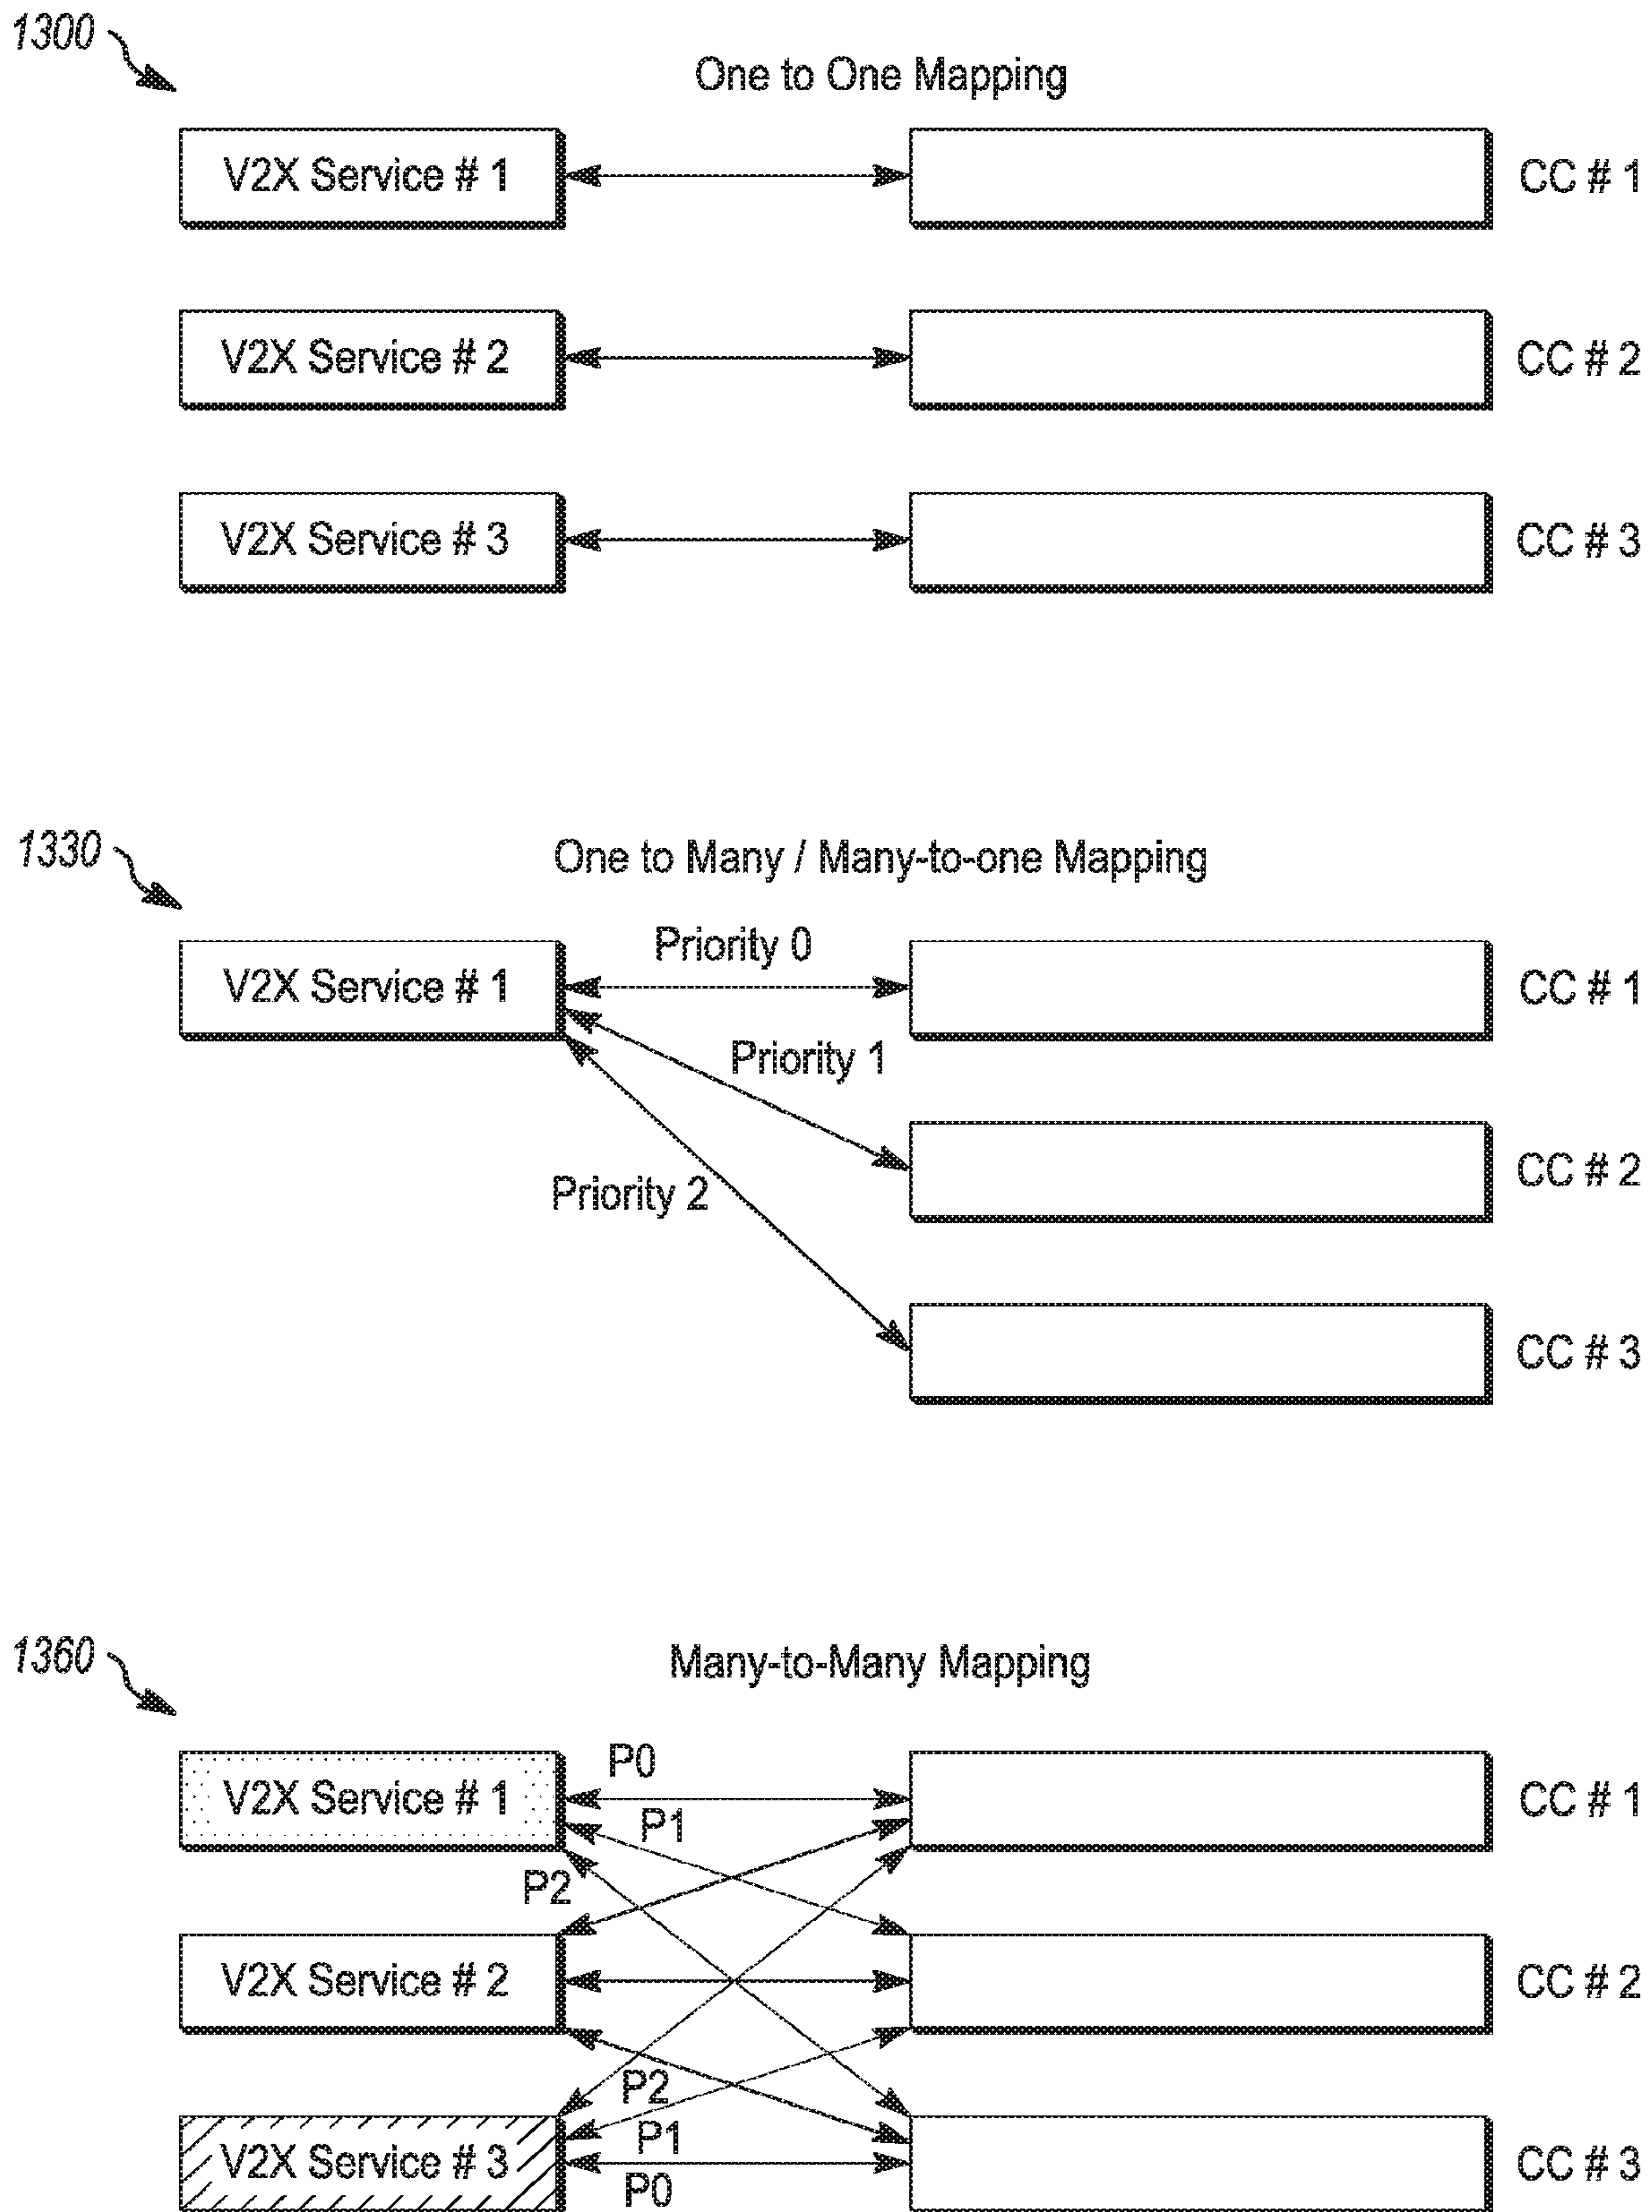 1300
One to One Mapping
V2X Service # 1
CC # 1
V2X Service # 2
CC # 2
V2X Service # 3
CC # 3
1330
One to Many / Many-to-one Mapping
Priority 0
V2X Service # 1
CC # 1
Priority 1
CC # 2
Priority 2
CC # 3
1360
Many-to-Many Mapping
P0
V2X Service # 1
CC # 1
P1
P2
V2X Service # 2
CC # 2
P2
P1
V2X Service # 3
CC # 3
P0